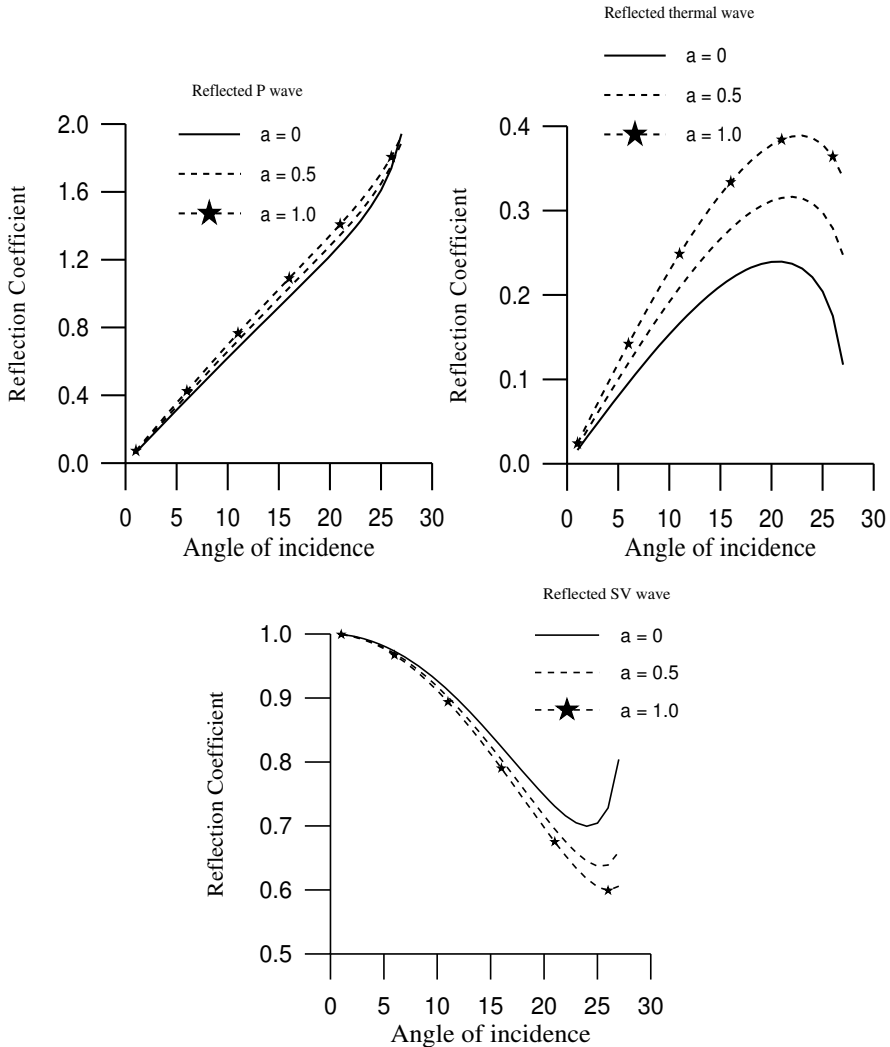 Reflected P wave
a = 0
a = 0.5
a = 1.0
Reflection Coefficient
2.0
1.6
1.2
0.8
0.4
0.0
0 5 10 15 20 25 30
Angle of incidence
Reflected thermal wave
a = 0
a = 0.5
a = 1.0
Reflection Coefficient
0.4
0.3
0.2
0.1
0.0
0 5 10 15 20 25 30
Angle of incidence
Reflected SV wave
a = 0
a = 0.5
a = 1.0
Reflection Coefficient
1.0
0.9
0.8
0.7
0.6
0.5
0 5 10 15 20 25 30
Angle of incidence